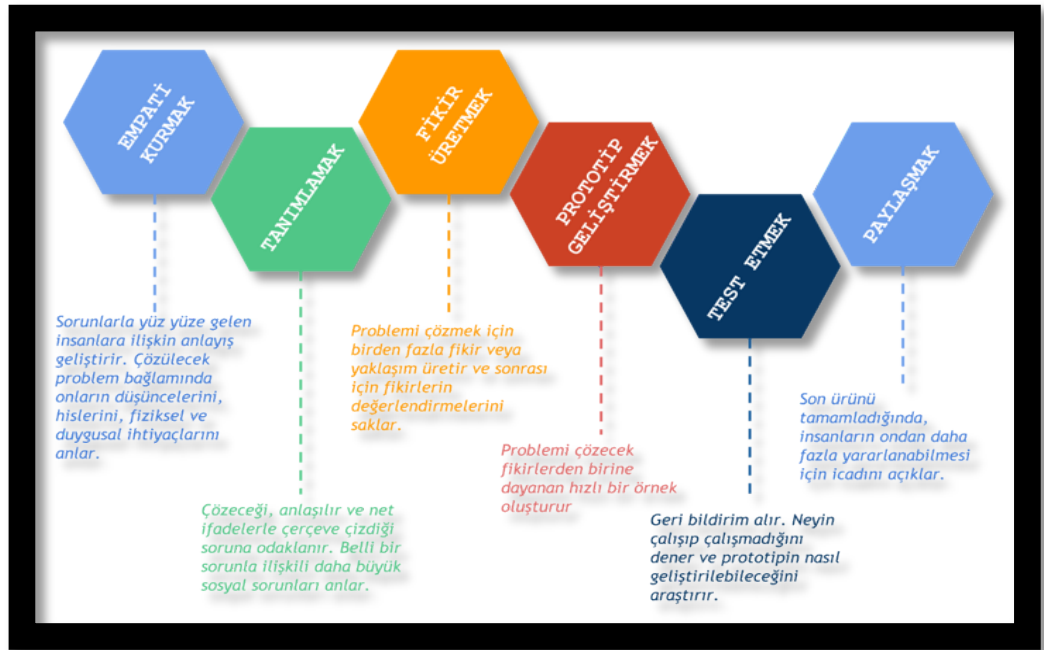 EMPATİ
KURMAK
Sorunlarla yüz yüze gelen
insanlara ilişkin anlayış
geliştirir. Çözülecek
problem bağlamında
onların düşüncelerini,
hislerini, fiziksel ve
duygusal ihtiyaçlarını
anlar.
TANIMLAMAK
Çözeceği, anlaşılır ve net
ifadelerle çerçeve çizdiği
soruna odaklanır. Belli bir
sorunla ilişkili daha büyük
sosyal sorunları anlar.
FİKİR
ÜRETMEK
Problemi çözmek için
birden fazla fikir veya
yaklaşım üretir ve sonrası
için fikirlerin
değerlendirmelerini
saklar.
PROTOTİP
GELİŞTİRMEK
Problemi çözecek
fikirlerden birine
dayanan hızlı bir örnek
oluşturur
TEST ETMEK
Geri bildirim alır. Neyin
çalışıp çalışmadığını
dener ve prototipin nasıl
geliştirilebileceğini
araştırır.
PAYLAŞMAK
Son ürünü
tamamladığında,
insanların ondan daha
fazla yararlanabilmesi
için icadını açıklar.